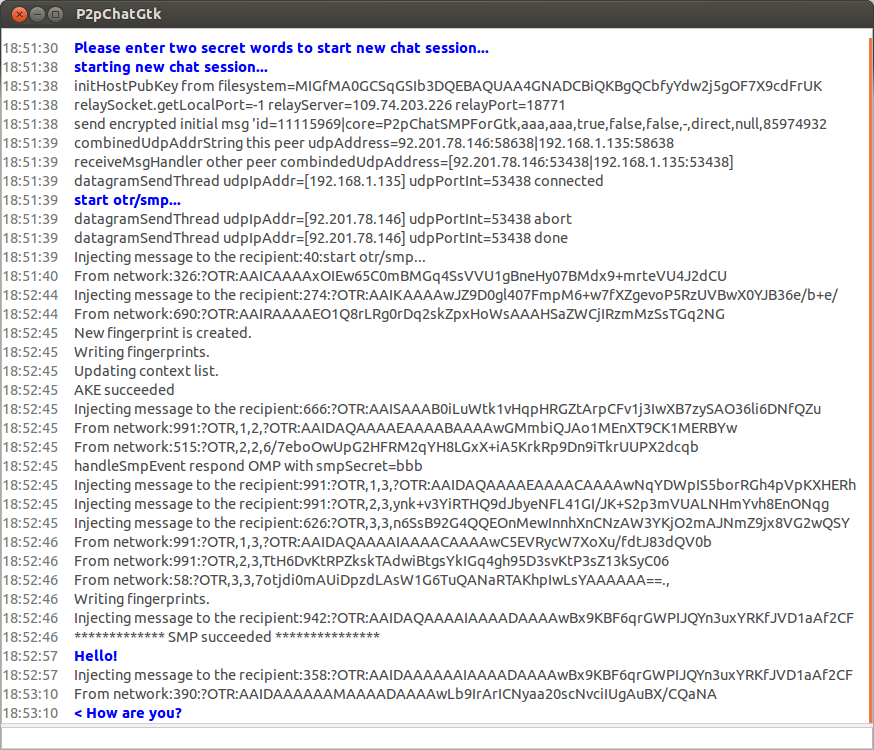 P2pChatGtk
18:51:30 Please enter two secret words to start new chat session...
18:51:38 starting new chat session...
18:51:38 initHostPubKey from filesystem=MIGfMA0GCSqGSIb3DQEBAQUAA4GNADCBiQKBgQCbfyYdw2j5gOF7X9cdFrUK
18:51:38 relaySocket.getLocalPort=-1 relayServer=109.74.203.226 relayPort=18771
18:51:38 send encrypted initial msg 'id=11115969|core=P2pChatSMPForGtk,aaa,aaa,true,false,false,-,direct,null,85974932
18:51:39 combinedUdpAddrString this peer udpAddress=92.201.78.146:58638|192.168.1.135:58638
18:51:39 receiveMsgHandler other peer combindedUdpAddress=[92.201.78.146:53438|192.168.1.135:53438]
18:51:39 datagramSendThread udpIpAddr=[192.168.1.135] udpPortInt=53438 connected
18:51:39 start otr/smp...
18:51:39 datagramSendThread udpIpAddr=[92.201.78.146] udpPortInt=53438 abort
18:51:39 datagramSendThread udpIpAddr=[92.201.78.146] udpPortInt=53438 done
18:51:39 Injecting message to the recipient:40:start otr/smp...
18:51:40 From network:326:?OTR:AAICAAAAxOIEw65C0mBMGq4SsVVU1gBneHy07BMdx9+mrteVU4J2dCU
18:52:44 Injecting message to the recipient:274:?OTR:AAIKAAAAwJZ9D0gl407FmpM6+w7fXZgevoP5RzUVBwX0YJB36e/b+e/
18:52:44 From network:690:?OTR:AAIRAAAAEO1Q8rLRg0rDq2skZpxHoWsAAAHSaZWCjIRzmMzSsTGq2NG
18:52:45 New fingerprint is created.
18:52:45 Writing fingerprints.
18:52:45 Updating context list.
18:52:45 AKE succeeded
18:52:45 Injecting message to the recipient:666:?OTR:AAISAAAB0iLuWtk1vHqpHRGZtArpCFv1j3IwXB7zySAO36li6DNfQZu
18:52:45 From network:991:?OTR,1,2,?OTR:AAIDAQAAAAEAAAABAAAAwGMmbiQJAo1MEnXT9CK1MERBYw
18:52:45 From network:515:?OTR,2,2,6/7eboOwUpG2HFRM2qYH8LGxX+iA5KrkRp9Dn9iTkrUUPX2dcqb
18:52:45 handleSmpEvent respond OMP with smpSecret=bbb
18:52:45 Injecting message to the recipient:991:?OTR,1,3,?OTR:AAIDAQAAAAEAAAACAAAAwNqYDWpIS5borRGh4pVpKXHERh
18:52:45 Injecting message to the recipient:991:?OTR,2,3,ynk+v3YiRTHQ9dJbyeNFL41GI/JK+S2p3mVUALNHmYvh8EnONqg
18:52:45 Injecting message to the recipient:626:?OTR,3,3,n6SsB92G4QQEOnMewInnhXnCNzAW3YKjO2mAJNmZ9jx8VG2wQSY
18:52:46 From network:991:?OTR,1,3,?OTR:AAIDAQAAAAIAAAACAAAAwC5EVRycW7XoXu/fdtJ83dQV0b
18:52:46 From network:991:?OTR,2,3,TtH6DvKtRPZkskTAdwiBtgsYkIGq4gh95D3svKtP3sZ13kSyC06
18:52:46 From network:58:?OTR,3,3,7otjdi0mAUiDpzdLAsW1G6TuQANaRTAKhpIwLsYAAAAAA==.,
18:52:46 Writing fingerprints.
18:52:46 Injecting message to the recipient:942:?OTR:AAIDAQAAAAIAAAADAAAAwBx9KBF6qrGWPIJQYn3uxYRKfJVD1aAf2CF
18:52:46 ************* SMP succeeded ***************
18:52:57 Hello!
18:52:57 Injecting message to the recipient:358:?OTR:AAIDAAAAAAIAAAADAAAAwBx9KBF6qrGWPIJQYn3uxYRKfJVD1aAf2CF
18:53:10 From network:390:?OTR:AAIDAAAAAAMAAAADAAAAwLb9IrArICNyaa20scNvciIUgAuBX/CQaNA
18:53:10 < How are you?